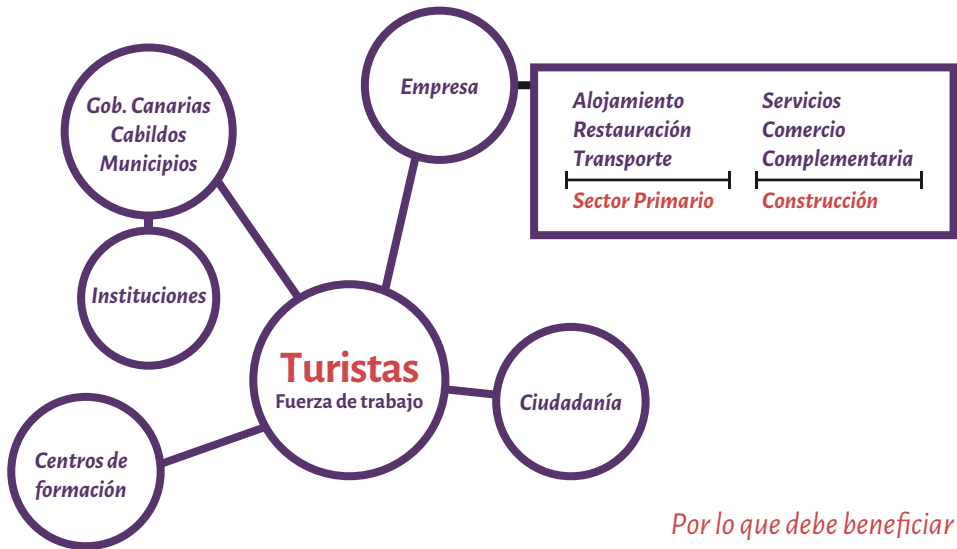 Empresa
Gob. Canarias
Cabildos
Municipios
Alojamiento
Restauración
Transporte
Sector Primario
Servicios
Comercio
Complementaria
Construcción
Instituciones
Turistas
Fuerza de trabajo
Ciudadanía
Centros de
formación
Por lo que debe beneficiar